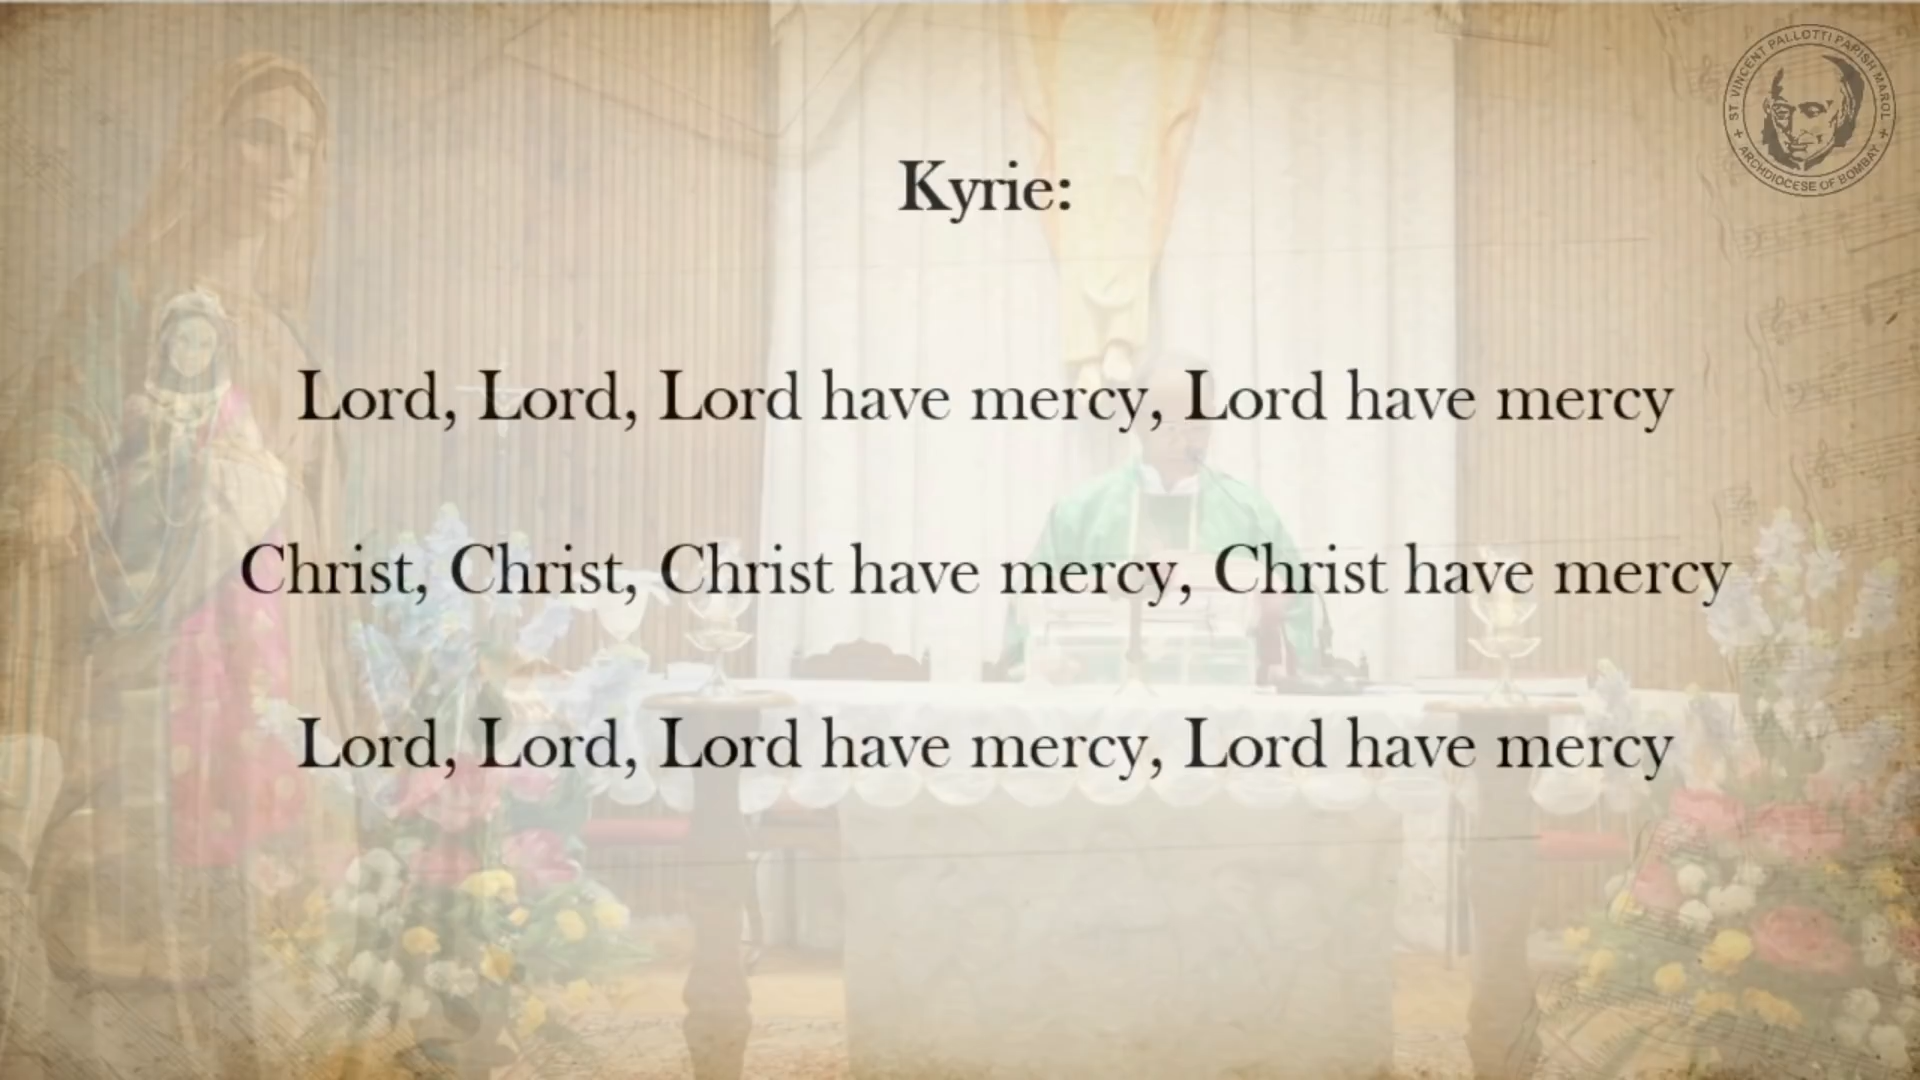 ST VINCENT PALLOTTI PARISH MAROL
ARCHDIOCESE OF BOMBAY
Kyrie:
Lord, Lord, Lord have mercy, Lord have mercy
Christ, Christ, Christ have mercy, Christ have mercy
Lord, Lord, Lord have mercy, Lord have mercy